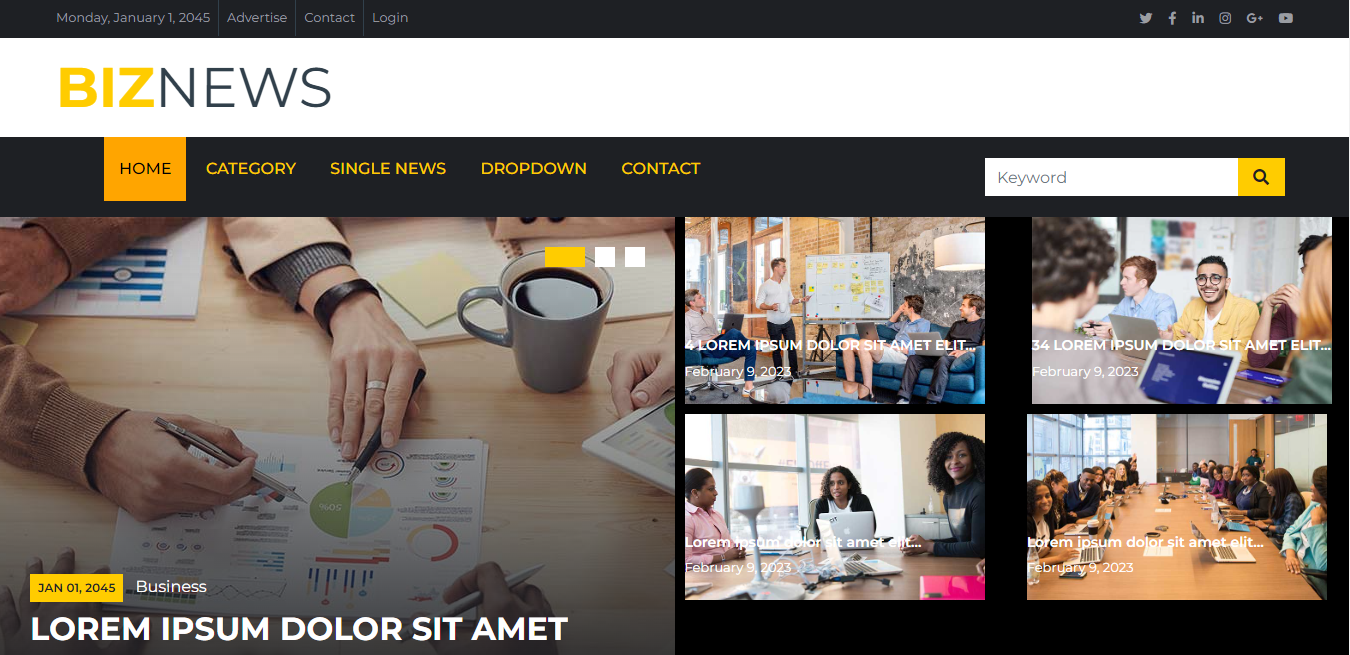 Monday, January 1, 2045 Advertise Contact Login
BIZNEWS
HOME CATEGORY SINGLE NEWS DROPDOWN CONTACT
Keyword
JAN 01, 2045 Business
LOREM IPSUM DOLOR SIT AMET
4 LOREM IPSUM DOLOR SIT AMET ELIT...
February 9, 2023
34 LOREM IPSUM DOLOR SIT AMET ELIT...
February 9, 2023
Lorem ipsum dolor sit amet elit...
February 9, 2023
Lorem ipsum dolor sit amet elit...
February 9, 2023